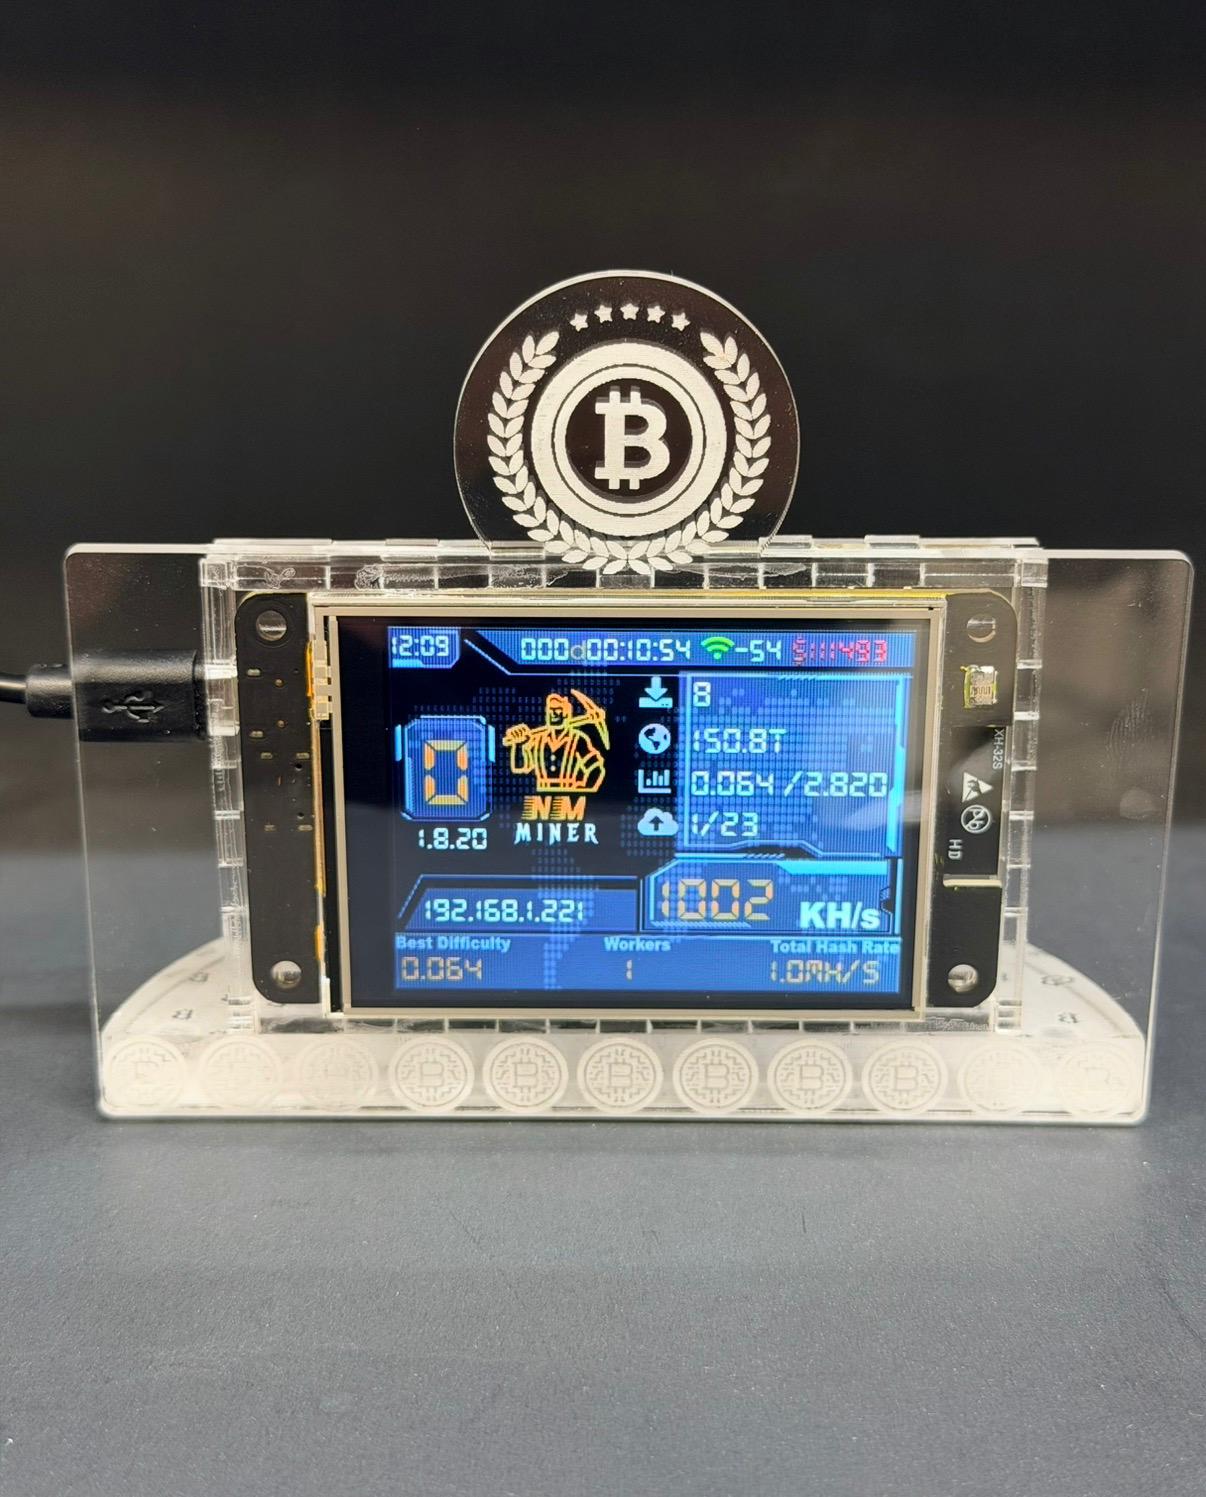 12:09 000d00:10:54 -54 $111493
8
150.8T
0
0.064 /2.820
NM
MINER
1/23
1.8.20
192.168.1.221
1002 KH/s
Best Difficulty Workers Total Hash Rate
0.064 1 1.0MH/S
XH-32S
Pb
HD